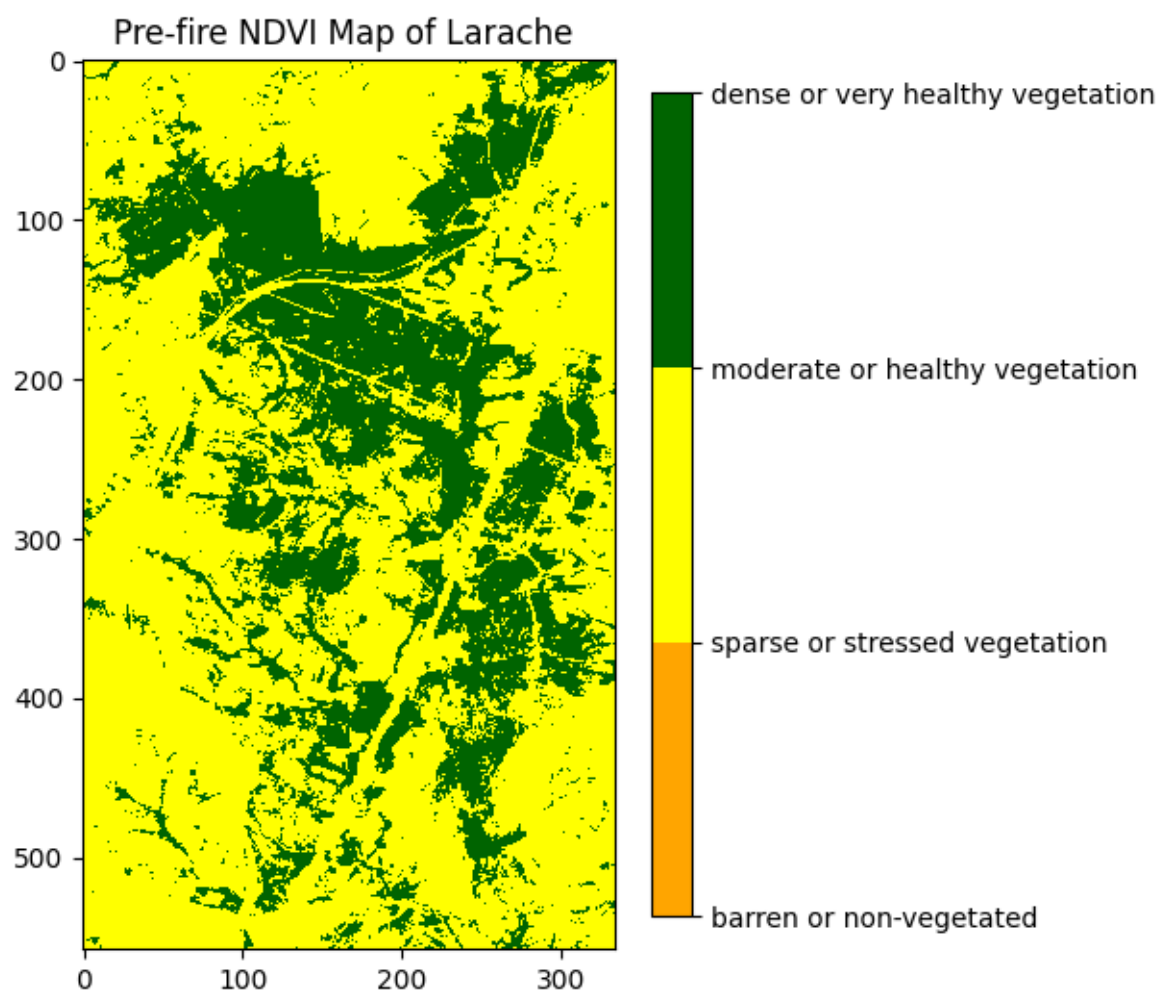 Pre-fire NDVI Map of Larache
0
100
200
300
400
500
0 100 200 300
dense or very healthy vegetation
moderate or healthy vegetation
sparse or stressed vegetation
barren or non-vegetated